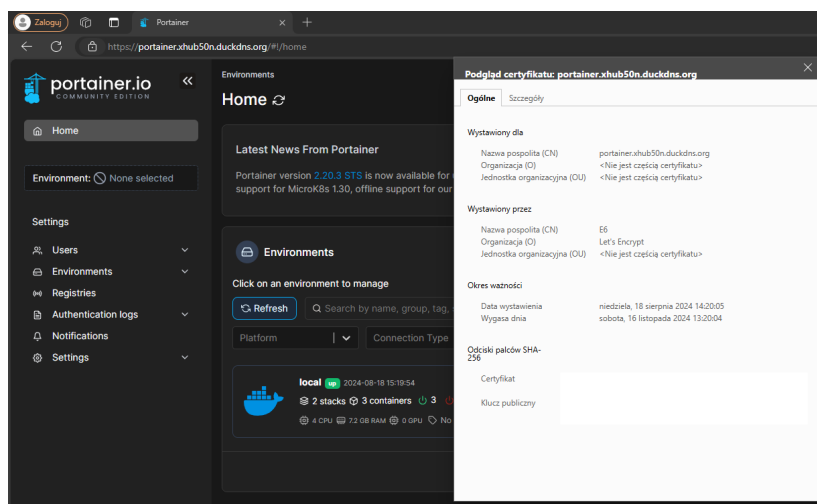 Zaloguj
Portainer
https://portainer.xhub50n.duckdns.org/#!/home
portainer.io
COMMUNITY EDITION
Home
Environment: None selected
Settings
Users
Environments
Registries
Authentication logs
Notifications
Settings
Environments
Home
Latest News From Portainer
Portainer version 2.20.3 STS is now available for
support for MicroK8s 1.30, offline support for our
Environments
Click on an environment to manage
Refresh
Search by name, group, tag,
Platform
Connection Type
local up 2024-08-18 15:19:54
2 stacks 3 containers 3
4 CPU 7.2 GB RAM 0 GPU No
Podgląd certyfikatu: portainer.xhub50n.duckdns.org
Ogólne Szczegóły
Wystawiony dla
Nazwa pospolita (CN) portainer.xhub50n.duckdns.org
Organizacja (O) <Nie jest częścią certyfikatu>
Jednostka organizacyjna (OU) <Nie jest częścią certyfikatu>
Wystawiony przez
Nazwa pospolita (CN) E6
Organizacja (O) Let's Encrypt
Jednostka organizacyjna (OU) <Nie jest częścią certyfikatu>
Okres ważności
Data wystawienia niedziela, 18 sierpnia 2024 14:20:05
Wygasa dnia sobota, 16 listopada 2024 13:20:04
Odciski palców SHA-
256
Certyfikat
Klucz publiczny